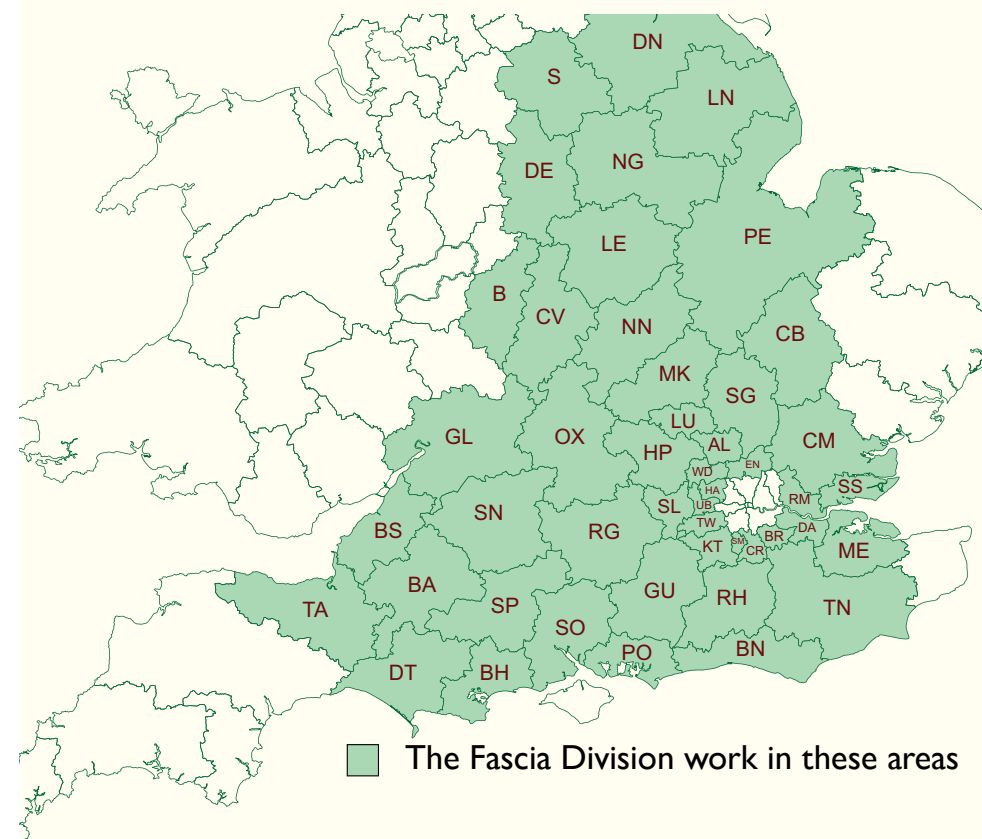 DN
S
LN
NG
DE
PE
LE
B
CV
NN
CB
MK
SG
LU
GL
OX
AL
CM
HP
EN
WD
SS
HA
RM
UB
SL
SN
TW
DA
BS
RG
BR
SM
KT
CR
ME
BA
GU
RH
SP
TA
TN
SO
BN
PO
DT
BH
The Fascia Division work in these areas